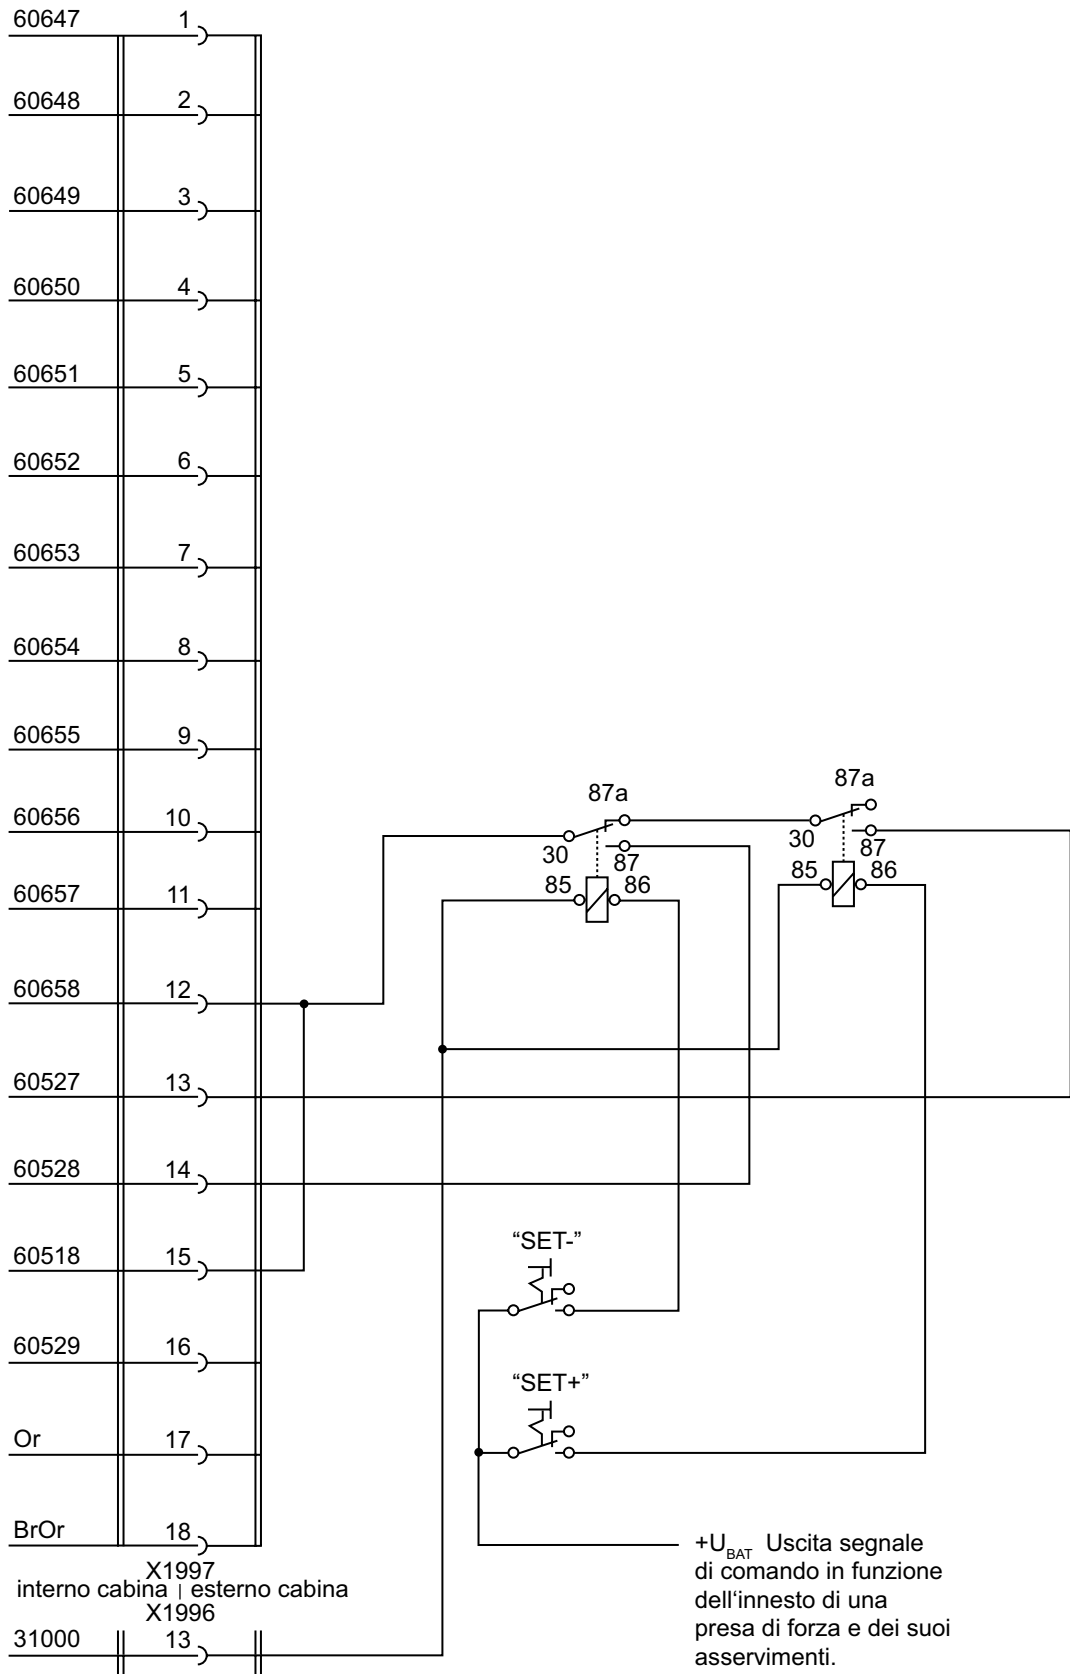 60647 1
60648 2
60649 3
60650 4
60651 5
60652 6
60653 7
60654 8
60655 9
87a 87a
60656 10
30 87 30 87
85 86 85 86
60657 11
60658 12
60527 13
60528 14
“SET-”
60518 15
60529 16
“SET+”
Or 17
BrOr 18
X1997
interno cabina | esterno cabina
X1996
31000 13
+UBAT Uscita segnale
di comando in funzione
dell‘innesto di una
presa di forza e dei suoi
asservimenti.